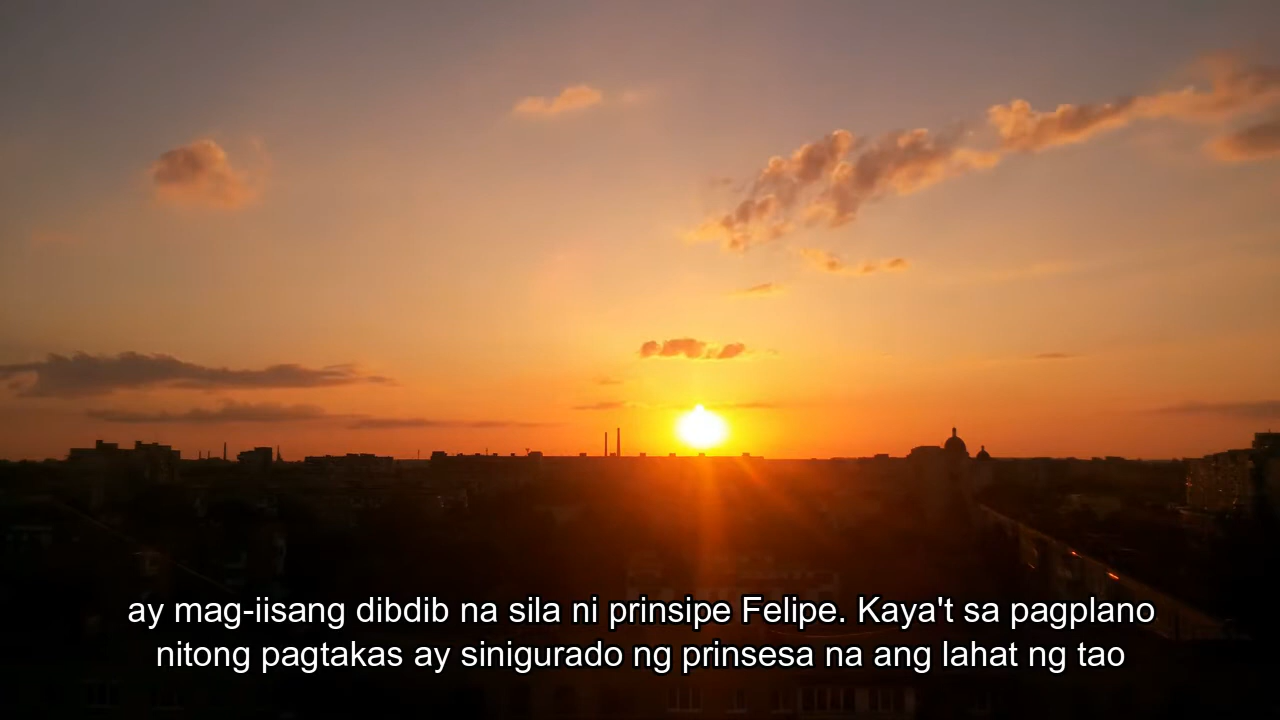 ay mag-iisang dibdib na sila ni prinsipe Felipe. Kaya't sa pagplano
nitong pagtakas ay sinigurado ng prinsesa na ang lahat ng tao